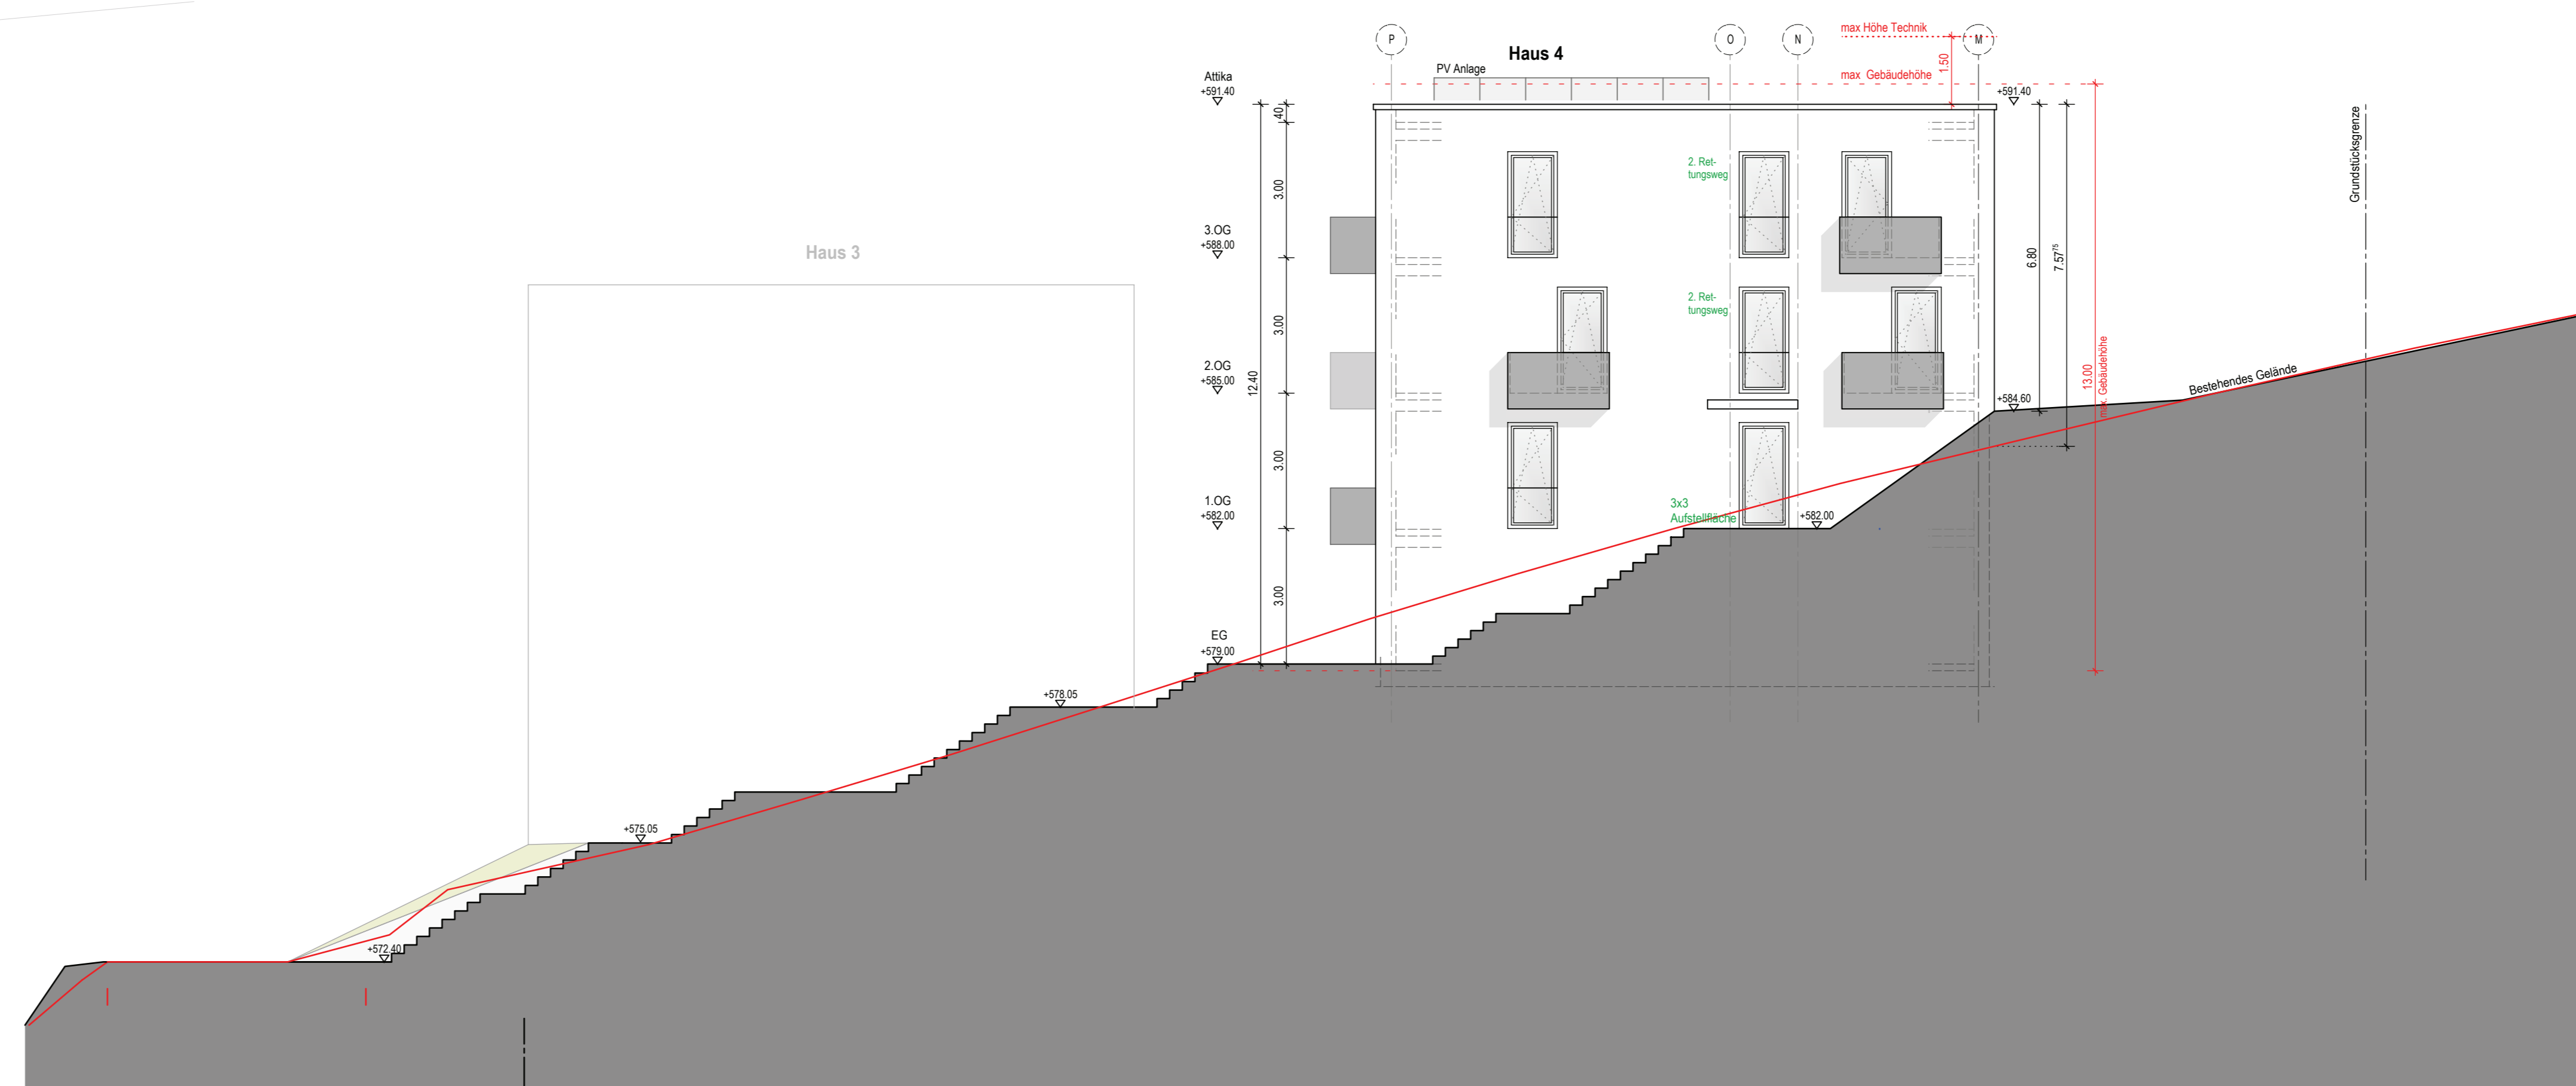 P
O
N
M
Haus 4
max Höhe Technik
1.50
PV Anlage
max Gebäudehöhe
Attika
+591.40
+591.40
40
3.00
3.00
3.00
3.00
12.40
2. Ret-
tungsweg
2. Ret-
tungsweg
3.OG
+588.00
2.OG
+585.00
1.OG
+582.00
EG
+579.00
Haus 3
6.80
7.57⁷⁵
13.00
max. Gebäudehöhe
Grundstücksgrenze
Bestehendes Gelände
+584.60
3x3
Aufstellfläche
+582.00
+578.05
+575.05
+572.40